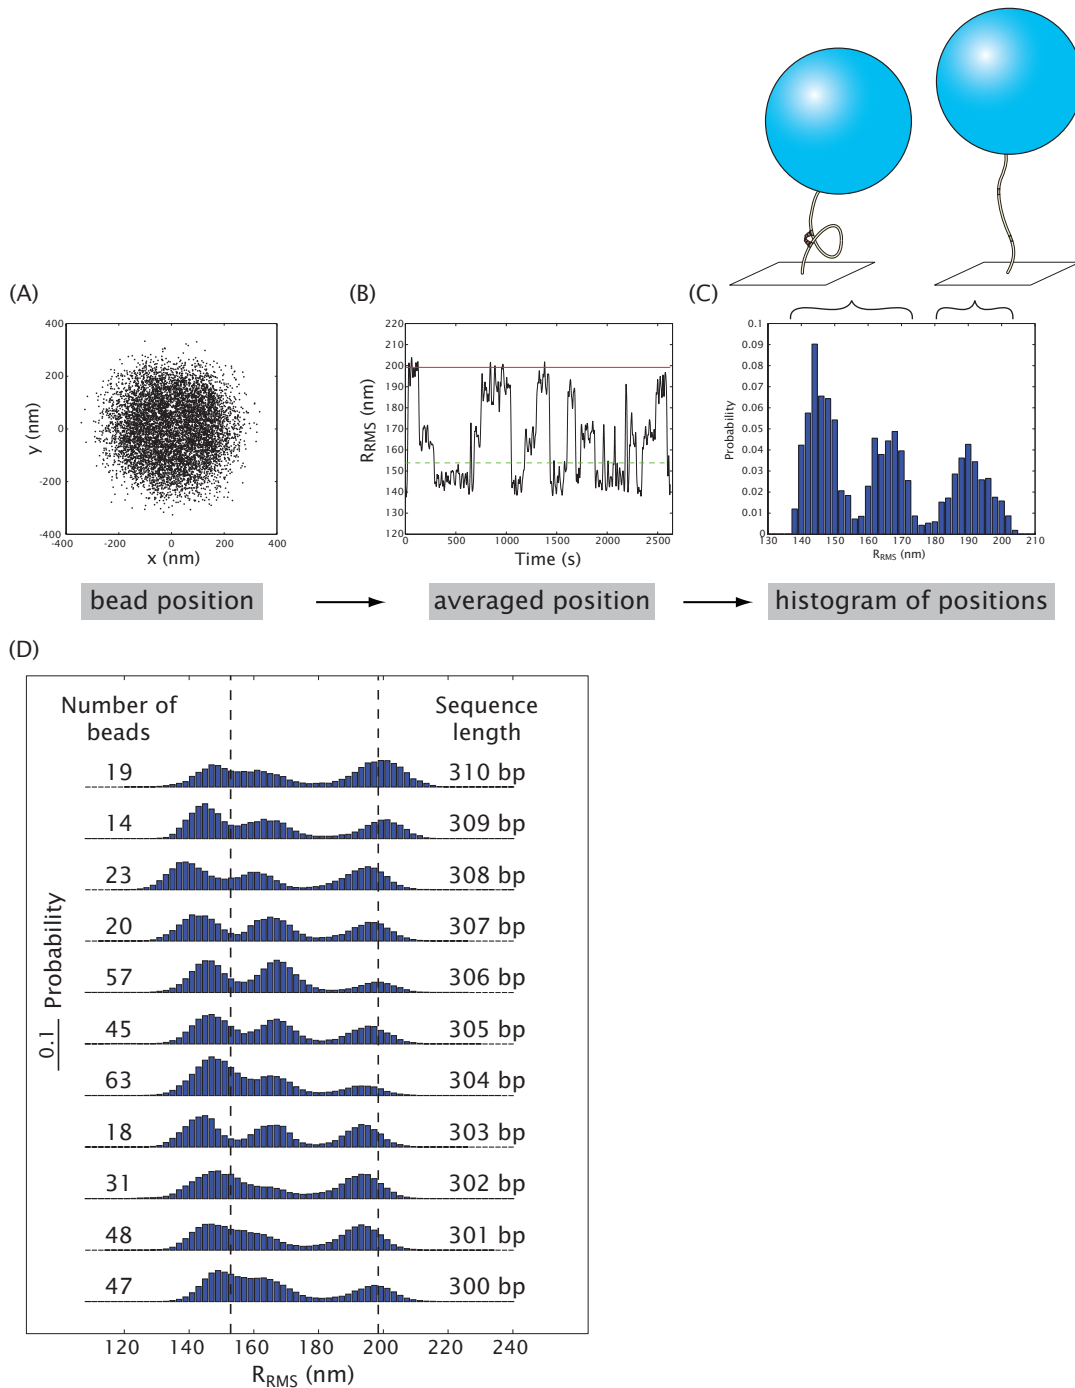 (A)
(B)
(C)
y (nm)
400
200
0
-200
-400
-400
-200
0
200
400
x (nm)
R_RMS (nm)
220
210
200
190
180
170
160
150
140
130
120
0
500
1000
1500
2000
2500
Time (s)
Probability
0.1
0.09
0.08
0.07
0.06
0.05
0.04
0.03
0.02
0.01
0
130
140
150
160
170
180
190
200
210
R_RMS (nm)
bead position
averaged position
histogram of positions
(D)
Number of
beads
Sequence
length
19
310 bp
14
309 bp
23
308 bp
20
307 bp
57
306 bp
45
305 bp
63
304 bp
18
303 bp
31
302 bp
48
301 bp
47
300 bp
0.1 Probability
120
140
160
180
200
220
240
R_RMS (nm)